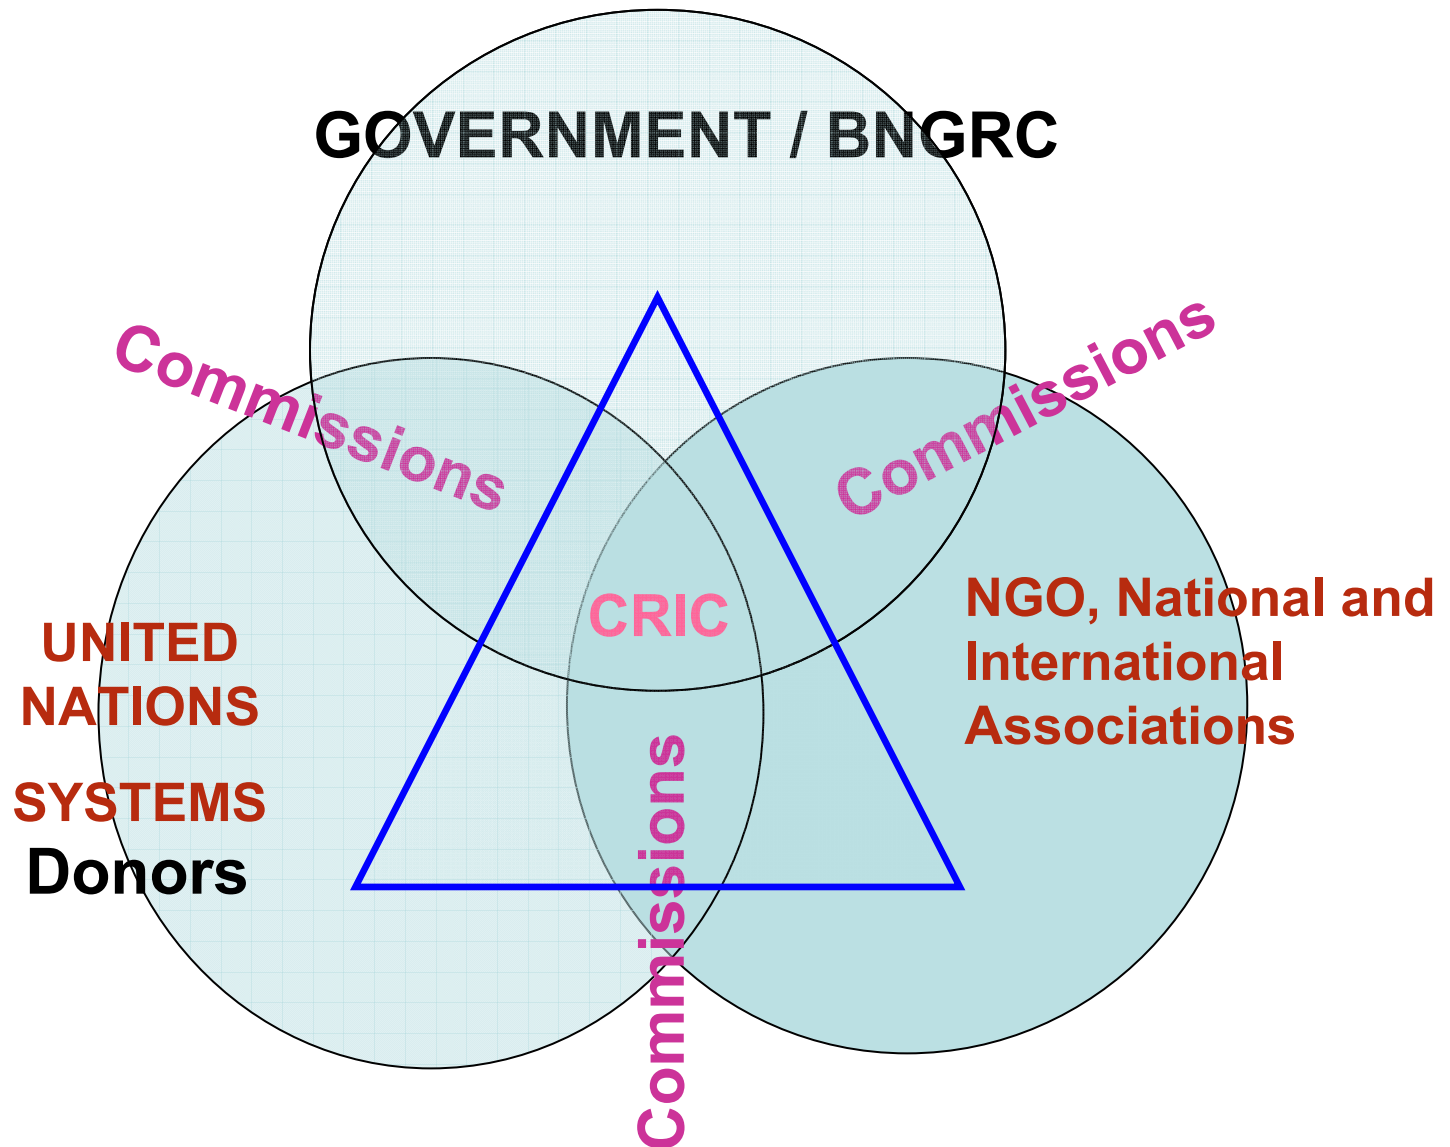 GOVERNMENT / BNGRC
Commissions
Commissions
CRIC
UNITED
NATIONS
SYSTEMS
Donors
NGO, National and
International
Associations
Commissions